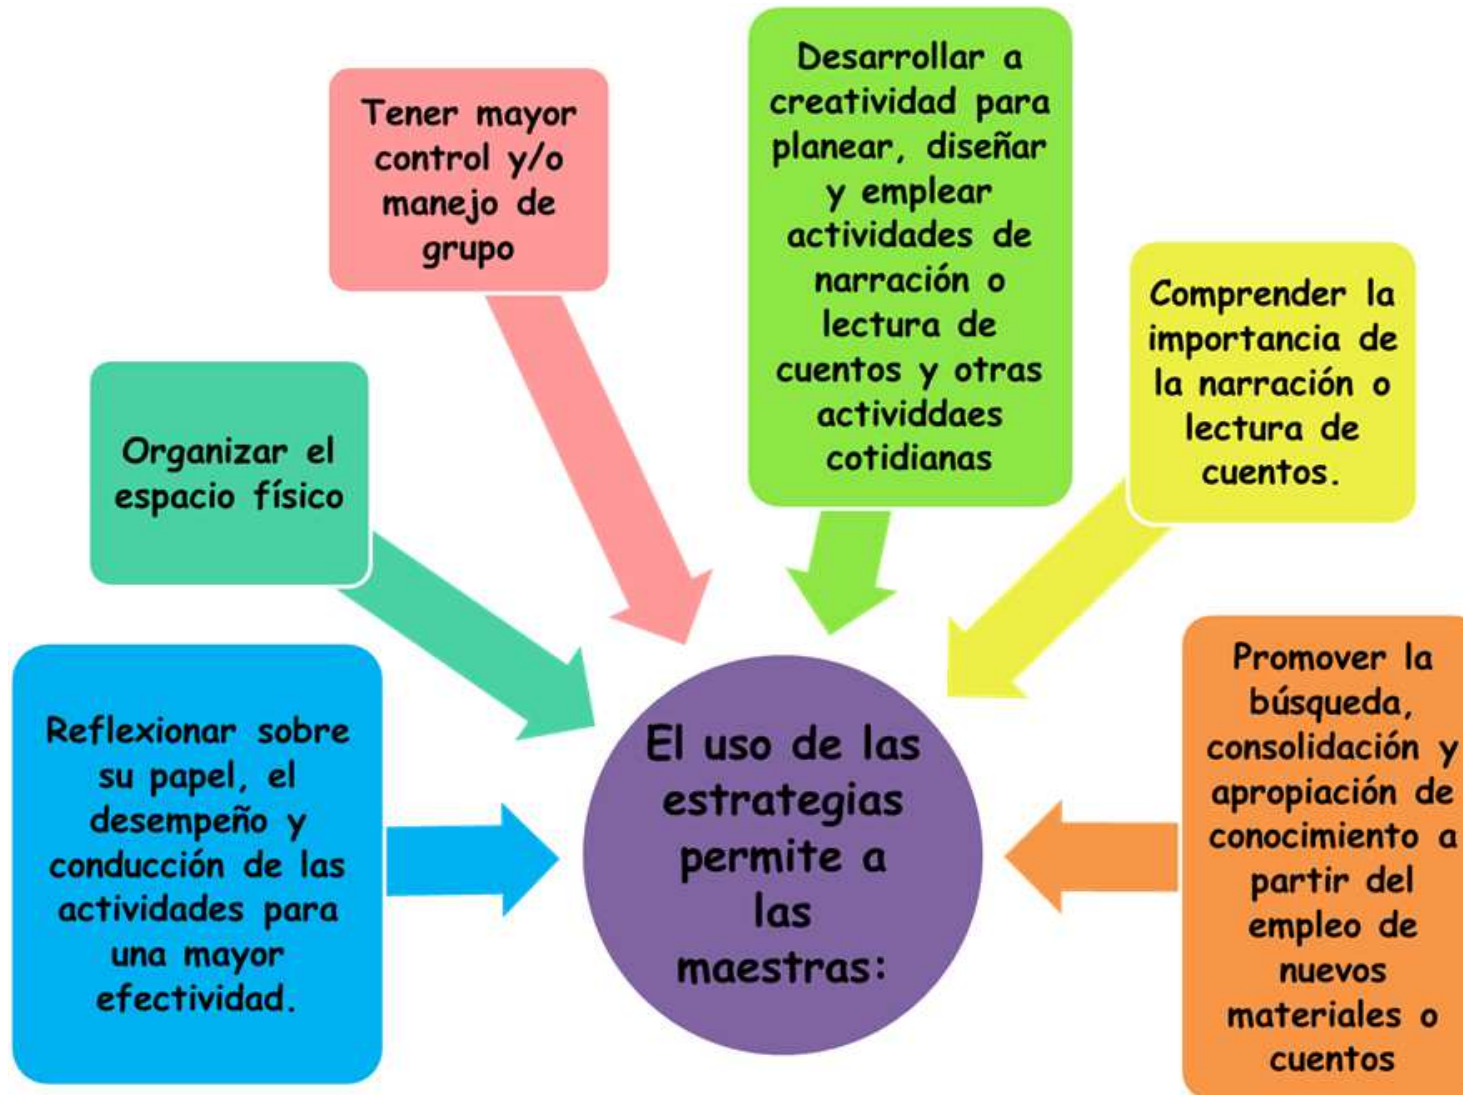 Reflexionar sobre
su papel, el
desempeño y
conducción de las
actividades para
una mayor
efectividad.
Organizar el
espacio físico
Tener mayor
control y/o
manejo de
grupo
Desarrollar a
creatividad para
planear, diseñar
y emplear
actividades de
narración o
lectura de
cuentos y otras
actividdaes
cotidianas
Comprender la
importancia de
la narración o
lectura de
cuentos.
Promover la
búsqueda,
consolidación y
apropiación de
conocimiento a
partir del
empleo de
nuevos
materiales o
cuentos
El uso de las
estrategias
permite a
las
maestras: